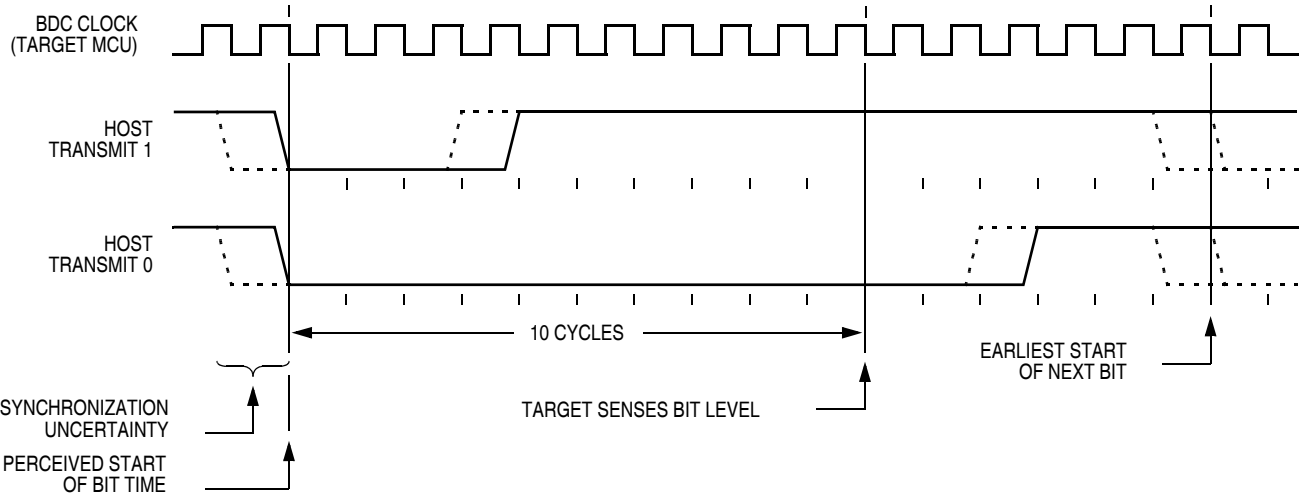 BDC CLOCK
(TARGET MCU)
HOST
TRANSMIT 1
HOST
TRANSMIT 0
10 CYCLES
EARLIEST START
OF NEXT BIT
SYNCHRONIZATION
UNCERTAINTY
TARGET SENSES BIT LEVEL
PERCEIVED START
OF BIT TIME